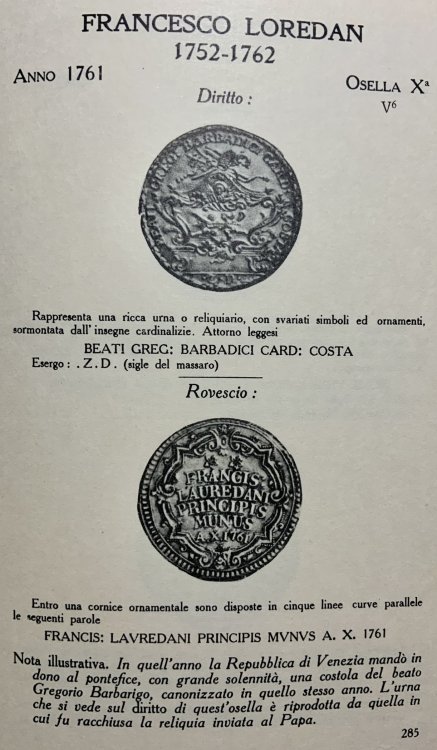 FRANCESCO LOREDAN
1752-1762
ANNO 1761
OSELLA Xª
V⁶
Diritto :
Rappresenta una ricca urna o reliquiario, con svariati simboli ed ornamenti,
sormontata dall'insegne cardinalizie. Attorno leggesi
BEATI GREG: BARBADICI CARD: COSTA
Esergo : .Z.D. (sigle del massaro)
Rovescio :
FRANCIS:
LAUREDANI
PRINCIPIS
MUNUS
A.X.1761
Entro una cornice ornamentale sono disposte in cinque linee curve parallele
le seguenti parole
FRANCIS: LAVREDANI PRINCIPIS MVNVS A. X. 1761
Nota illustrativa. In quell'anno la Repubblica di Venezia mandò in
dono al pontefice, con grande solennità, una costola del beato
Gregorio Barbarigo, canonizzato in quello stesso anno. L'urna
che si vede sul diritto di quest'osella è riprodotta da quella in
cui fu racchiusa la reliquia inviata al Papa.
285